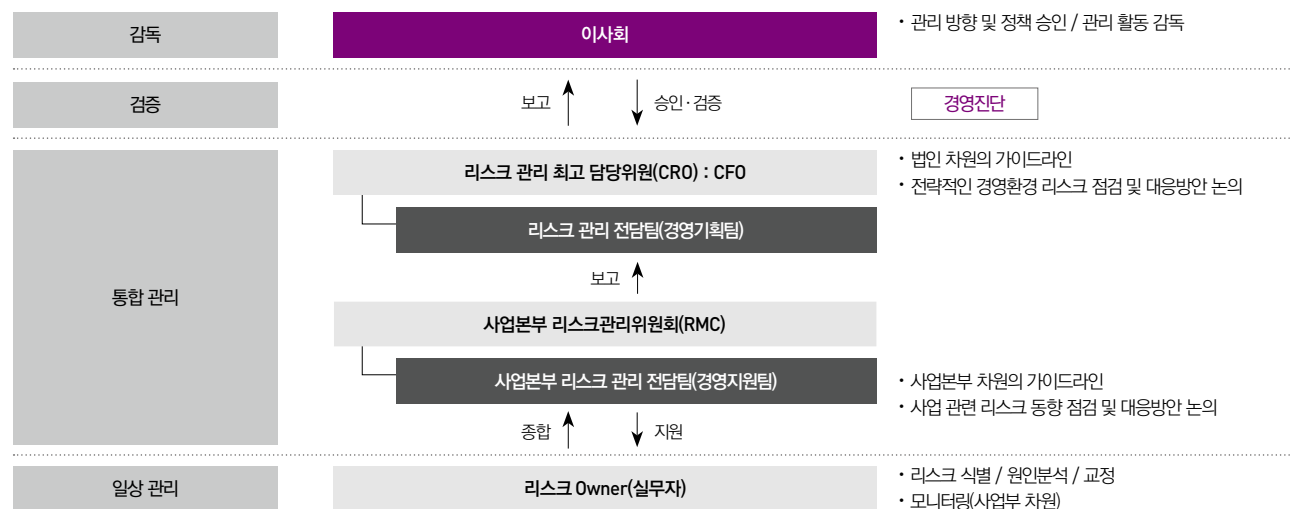 감독
이사회
• 관리 방향 및 정책 승인 / 관리 활동 감독
검증
보고
승인·검증
경영진단
통합 관리
리스크 관리 최고 담당위원(CRO) : CFO
• 법인 차원의 가이드라인
• 전략적인 경영환경 리스크 점검 및 대응방안 논의
리스크 관리 전담팀(경영기획팀)
보고
사업본부 리스크관리위원회(RMC)
사업본부 리스크 관리 전담팀(경영지원팀)
• 사업본부 차원의 가이드라인
• 사업 관련 리스크 동향 점검 및 대응방안 논의
종합
지원
일상 관리
리스크 Owner(실무자)
• 리스크 식별 / 원인분석 / 교정
• 모니터링(사업부 차원)